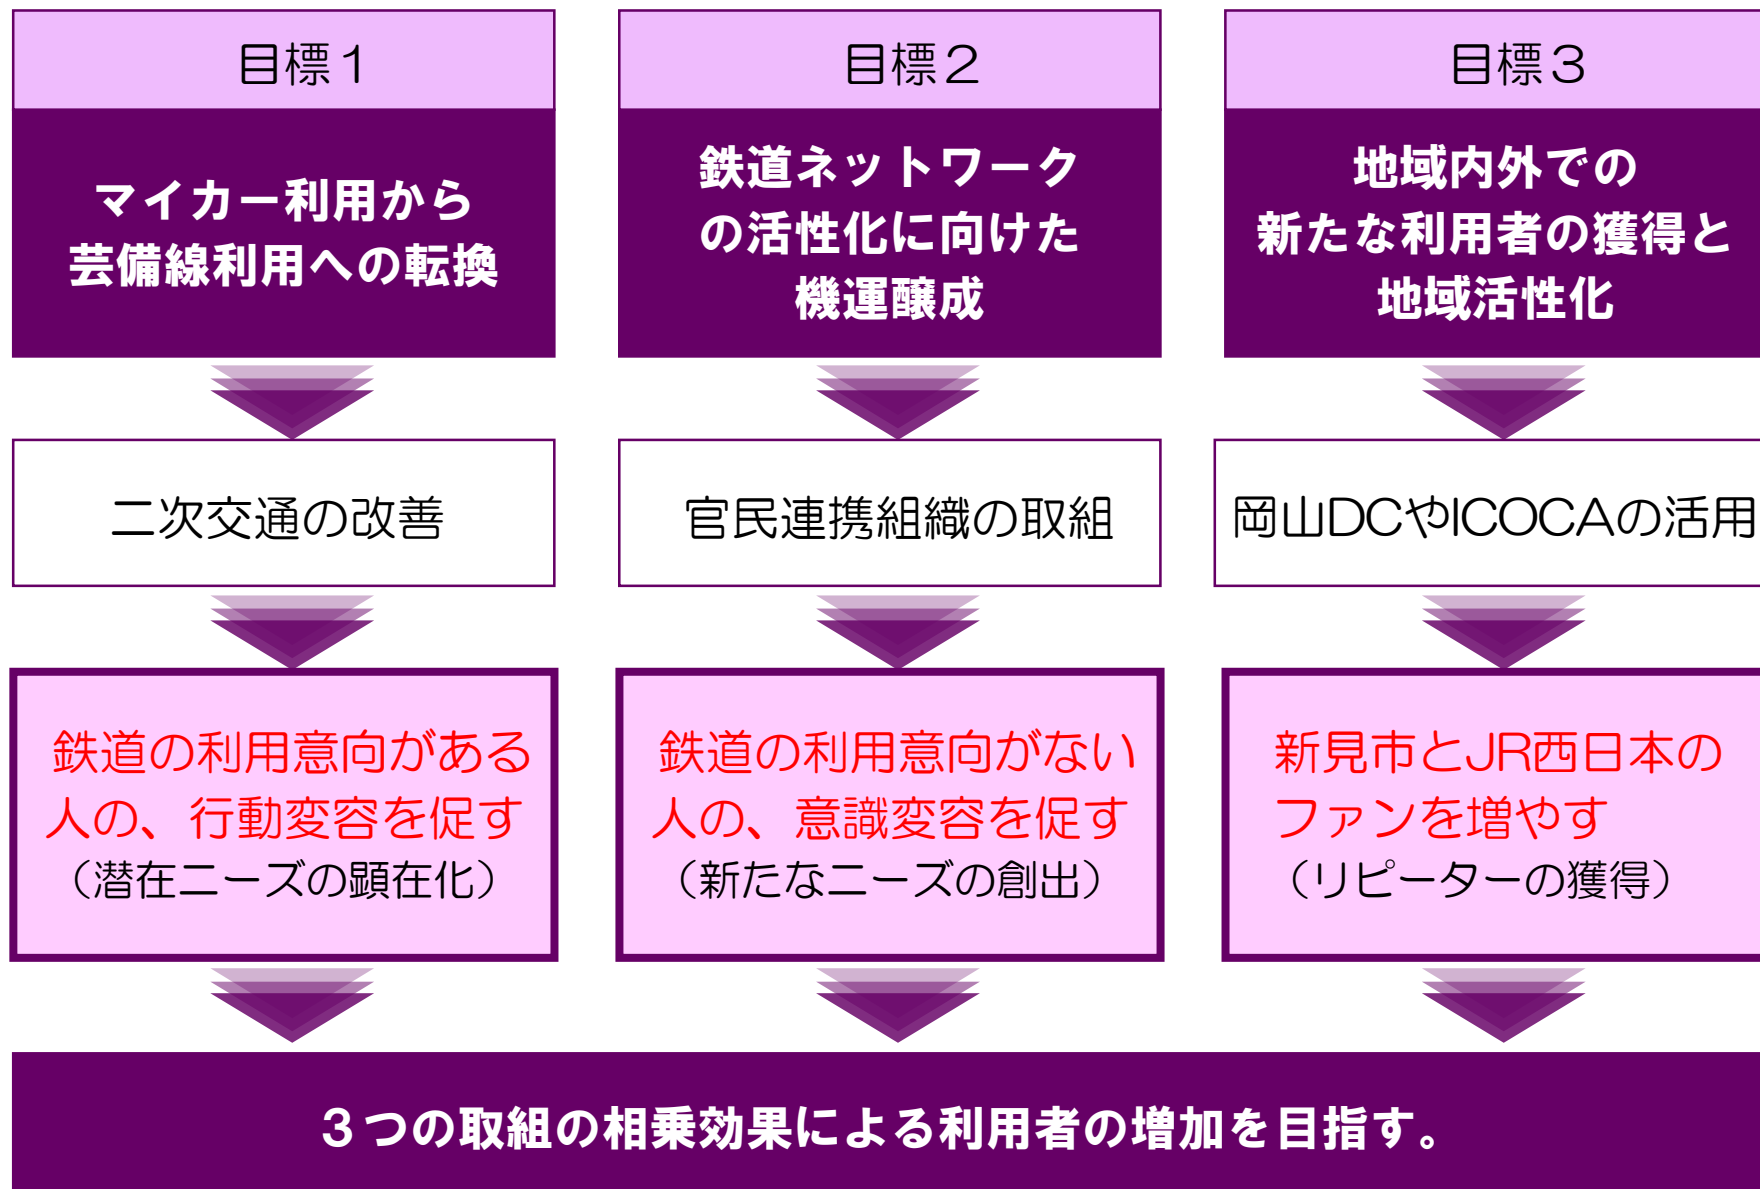 目標１
マイカー利用から
芸備線利用への転換
二次交通の改善
鉄道の利用意向がある
人の、行動変容を促す
（潜在ニーズの顕在化）
目標２
鉄道ネットワーク
の活性化に向けた
機運醸成
官民連携組織の取組
鉄道の利用意向がない
人の、意識変容を促す
（新たなニーズの創出）
目標３
地域内外での
新たな利用者の獲得と
地域活性化
岡山DCやICOCAの活用
新見市とJR西日本の
ファンを増やす
（リピーターの獲得）
３つの取組の相乗効果による利用者の増加を目指す。